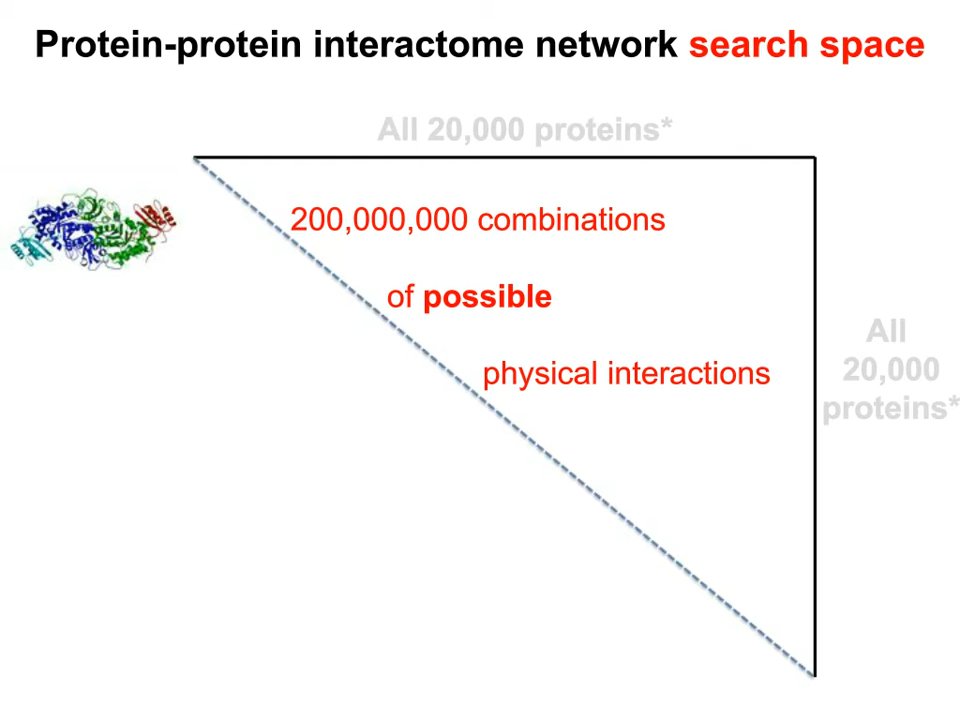 Protein-protein interactome network search space
All 20,000 proteins*
200,000,000 combinations
of possible
physical interactions
All
20,000
proteins*